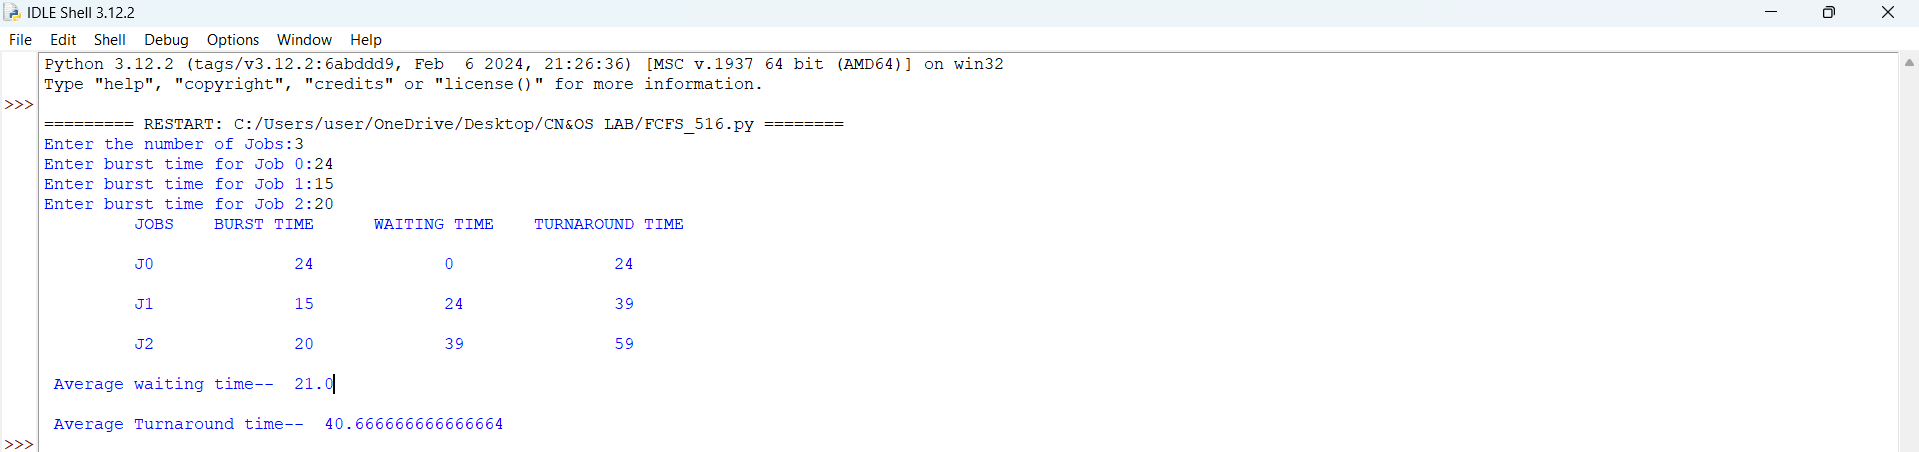 IDLE Shell 3.12.2
File Edit Shell Debug Options Window Help
Python 3.12.2 (tags/v3.12.2:6abddd9, Feb  6 2024, 21:26:36) [MSC v.1937 64 bit (AMD64)] on win32
Type "help", "copyright", "credits" or "license()" for more information.
>>>
========= RESTART: C:/Users/user/OneDrive/Desktop/CN&OS LAB/FCFS_516.py ========
Enter the number of Jobs:3
Enter burst time for Job 0:24
Enter burst time for Job 1:15
Enter burst time for Job 2:20
JOBS BURST TIME WAITING TIME TURNAROUND TIME
J0 24 0 24
J1 15 24 39
J2 20 39 59
Average waiting time-- 21.0
Average Turnaround time-- 40.666666666666664
>>>